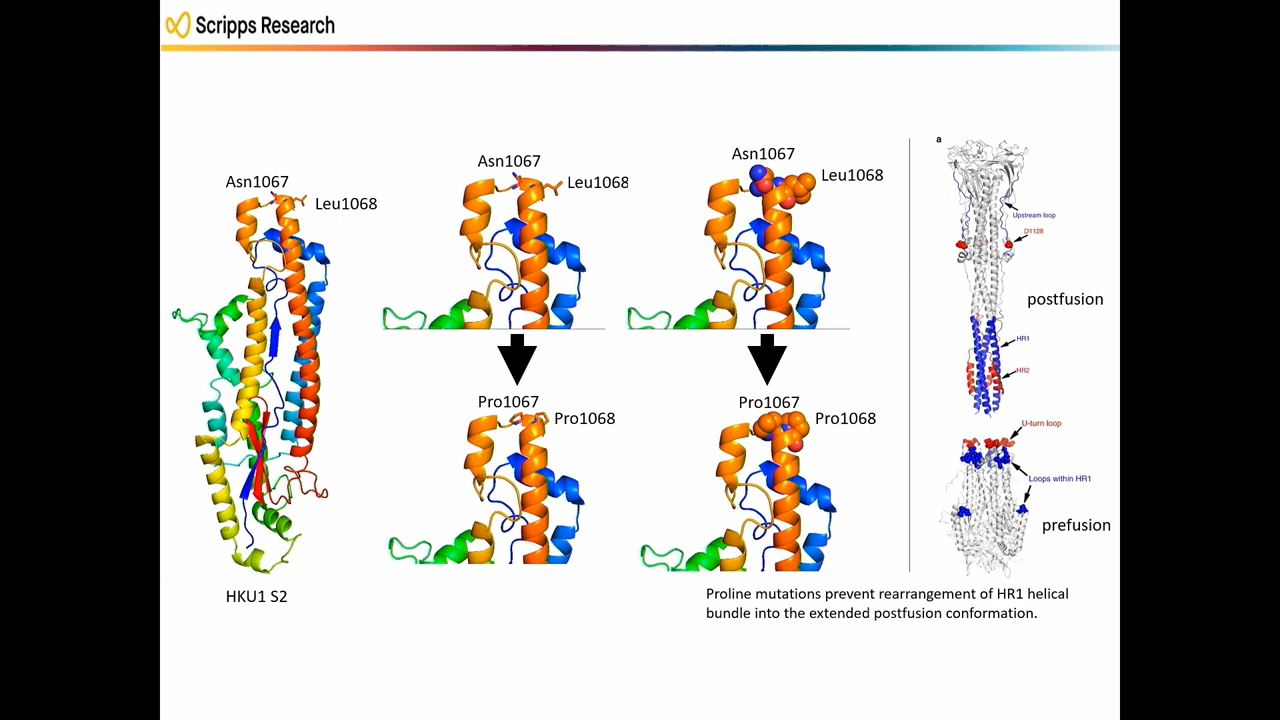 Scripps Research
Asn1067
Leu1068
HKU1 S2
Asn1067
Leu1068
Pro1067
Pro1068
Asn1067
Leu1068
Pro1067
Pro1068
a
Upstream loop
D1128
postfusion
HR1
HR2
U-turn loop
Loops within HR1
prefusion
Proline mutations prevent rearrangement of HR1 helical
bundle into the extended postfusion conformation.